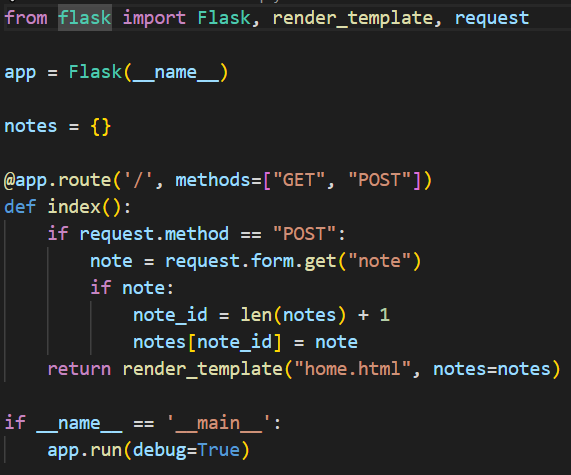 from flask import Flask, render_template, request
app = Flask(__name__)
notes = {}
@app.route('/', methods=["GET", "POST"])
def index():
    if request.method == "POST":
        note = request.form.get("note")
        if note:
            note_id = len(notes) + 1
            notes[note_id] = note
    return render_template("home.html", notes=notes)
if __name__ == '__main__':
    app.run(debug=True)